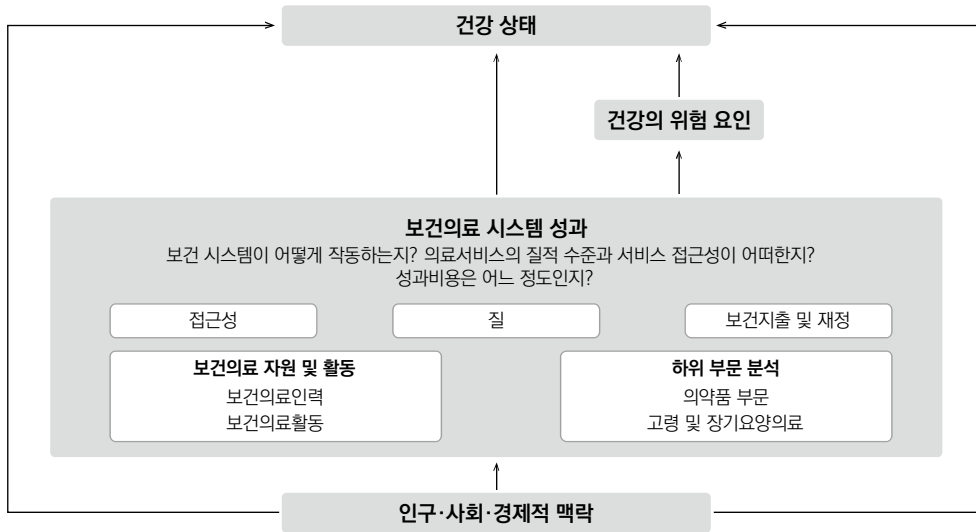 건강 상태
건강의 위험 요인
보건의료 시스템 성과
보건 시스템이 어떻게 작동하는지? 의료서비스의 질적 수준과 서비스 접근성이 어떠한지?
성과비용은 어느 정도인지?
접근성
질
보건지출 및 재정
보건의료 자원 및 활동
보건의료인력
보건의료활동
하위 부문 분석
의약품 부문
고령 및 장기요양의료
인구·사회·경제적 맥락